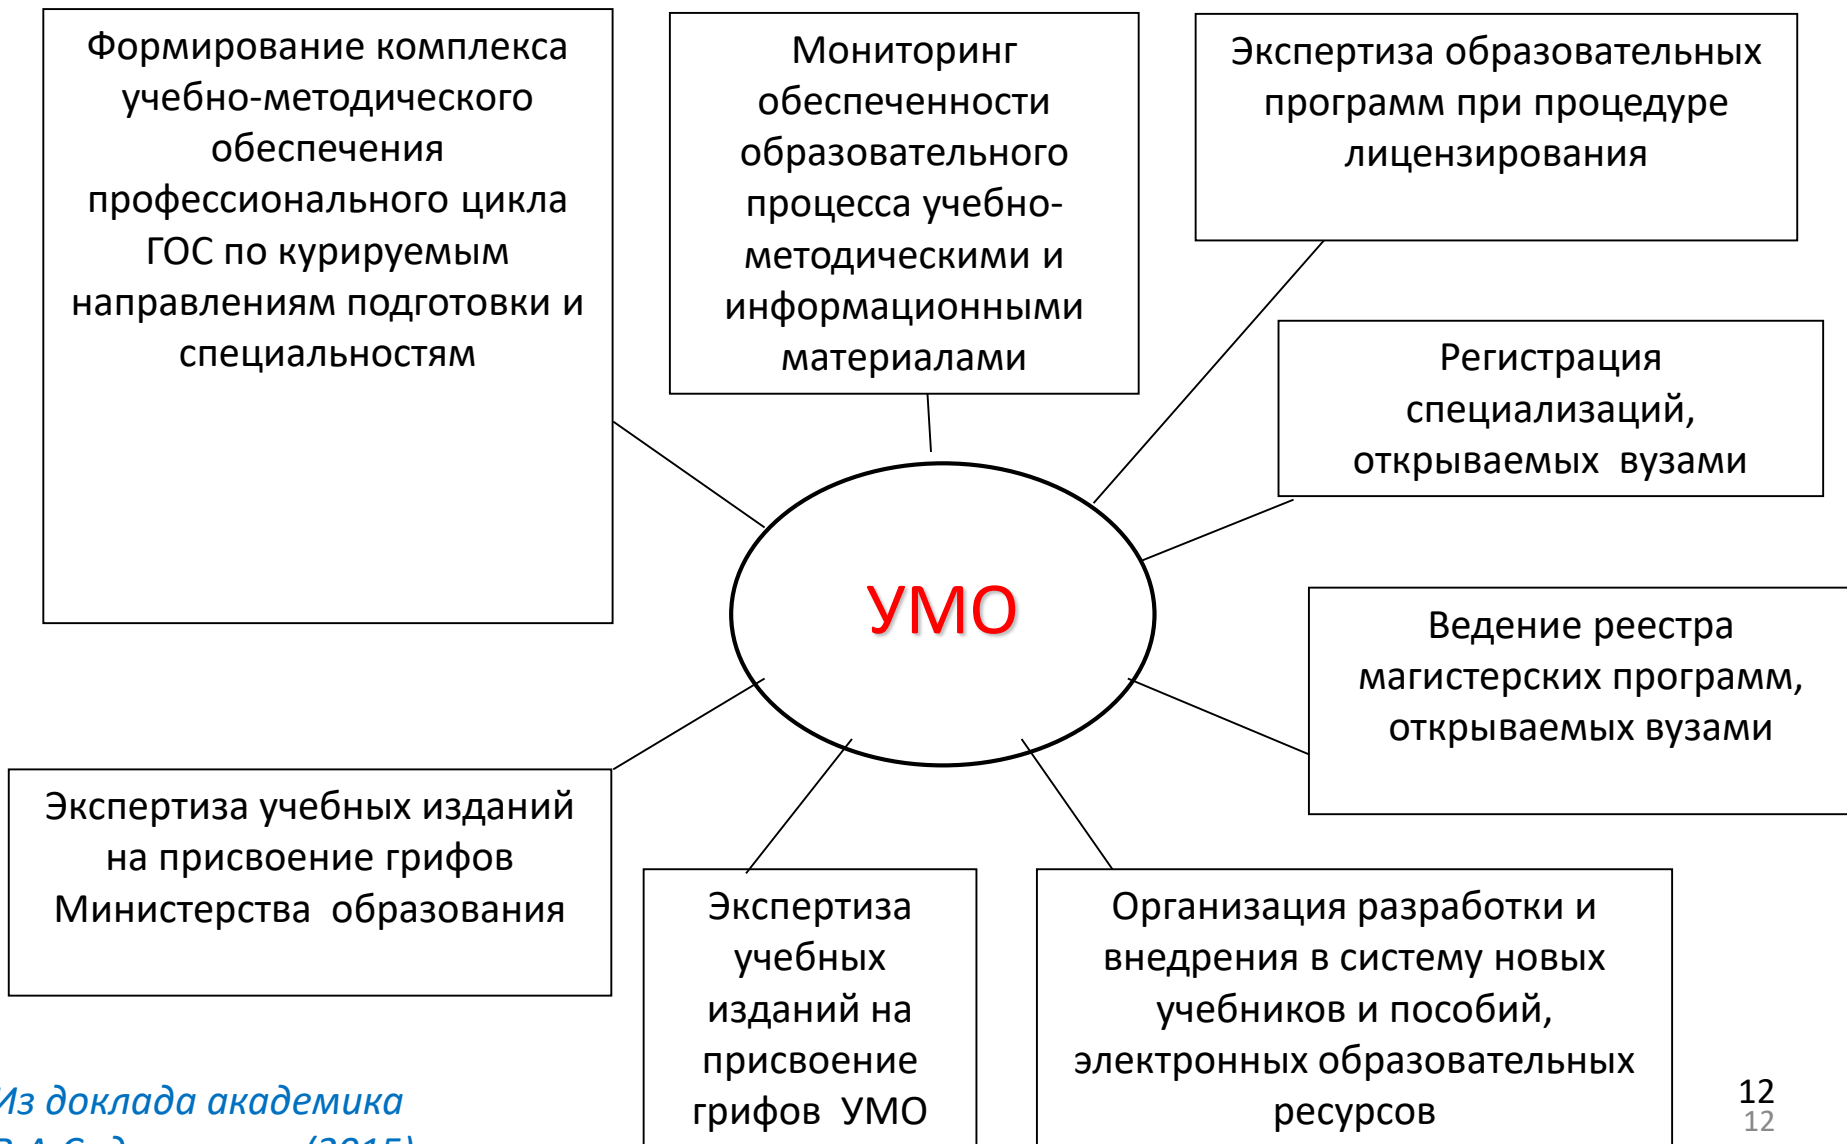 Формирование комплекса
учебно-методического
обеспечения
профессионального цикла
ГОС по курируемым
направлениям подготовки и
специальностям
Мониторинг
обеспеченности
образовательного
процесса учебно-
методическими и
информационными
материалами
Экспертиза образовательных
программ при процедуре
лицензирования
Регистрация
специализаций,
открываемых вузами
УМО
Ведение реестра
магистерских программ,
открываемых вузами
Экспертиза учебных изданий
на присвоение грифов
Министерства образования
Экспертиза
учебных
изданий на
присвоение
грифов УМО
Организация разработки и
внедрения в систему новых
учебников и пособий,
электронных образовательных
ресурсов
Из доклада академика
(2015)
12
12